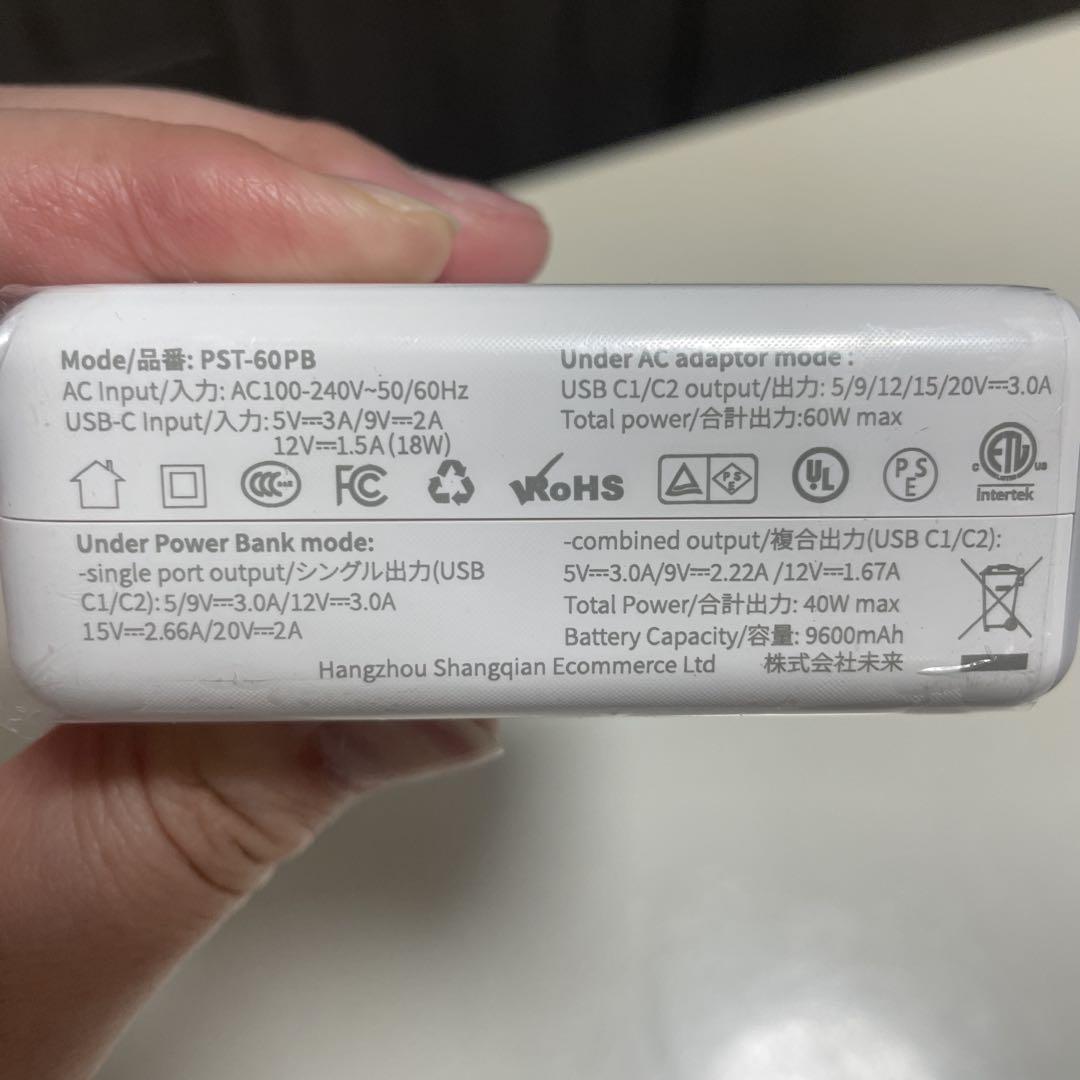 Mode/品番: PST-60PB
AC Input/入力: AC100-240V~50/60Hz
USB-C Input/入力: 5V⎓3A/9V⎓2A
12V⎓1.5A (18W)
Under AC adaptor mode :
USB C1/C2 output/出力: 5/9/12/15/20V⎓3.0A
Total power/合計出力:60W max
CCC S&E FC RoHS PSE UL PSE C ETL US
Intertek
Under Power Bank mode:
-single port output/シングル出力(USB
C1/C2): 5/9V⎓3.0A/12V⎓3.0A
15V⎓2.66A/20V⎓2A
-combined output/複合出力(USB C1/C2):
5V⎓3.0A/9V⎓2.22A /12V⎓1.67A
Total Power/合計出力: 40W max
Battery Capacity/容量: 9600mAh
Hangzhou Shangqian Ecommerce Ltd 株式会社未来